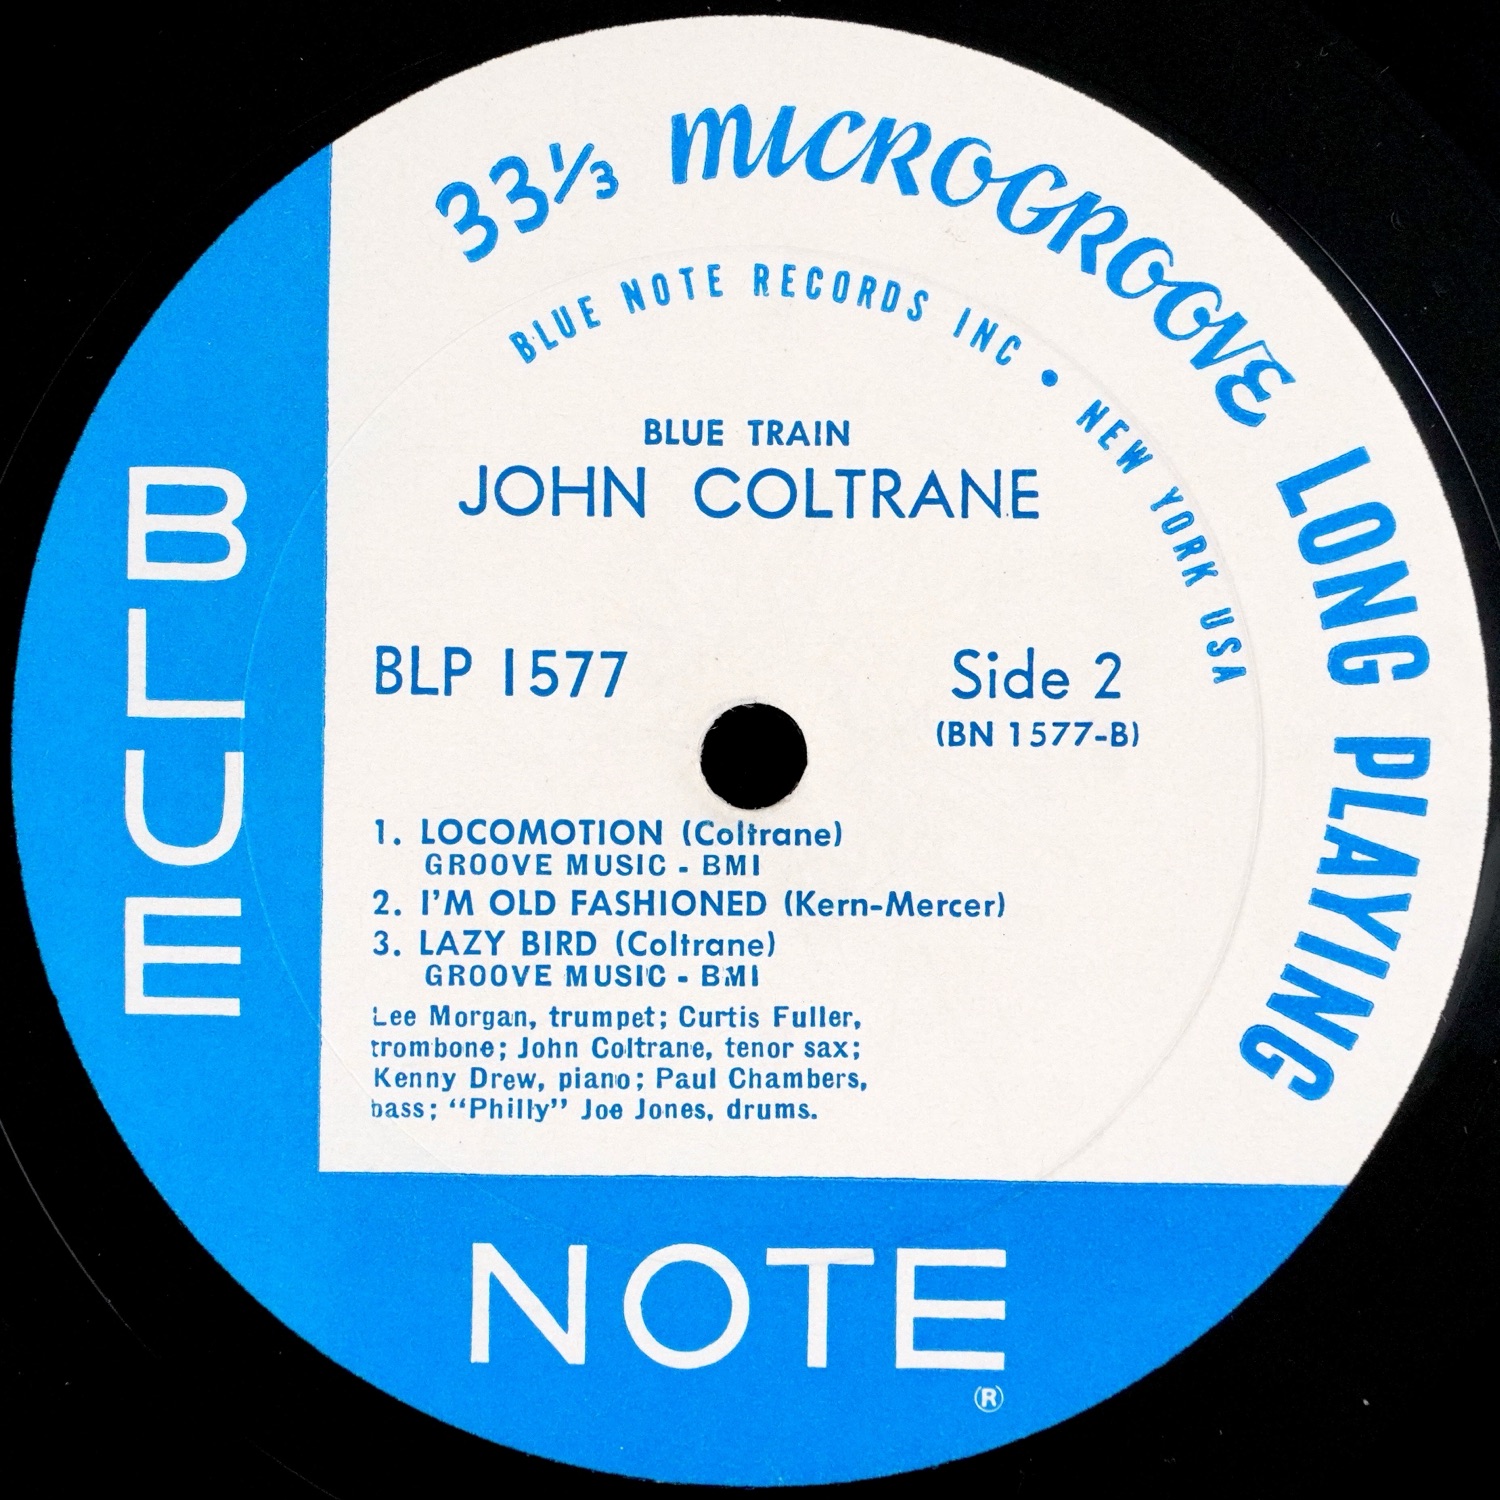 33⅓ MICROGROOVE LONG PLAYING
BLUE NOTE RECORDS INC • NEW YORK USA
BLUE TRAIN
JOHN COLTRANE
BLP 1577
Side 2
(BN 1577-B)
1. LOCOMOTION (Coltrane)
GROOVE MUSIC - BMI
2. I'M OLD FASHIONED (Kern-Mercer)
3. LAZY BIRD (Coltrane)
GROOVE MUSIC - BMI
Lee Morgan, trumpet; Curtis Fuller,
trombone; John Coltrane, tenor sax;
Kenny Drew, piano; Paul Chambers,
bass; "Philly" Joe Jones, drums.
BLUE
NOTE
®